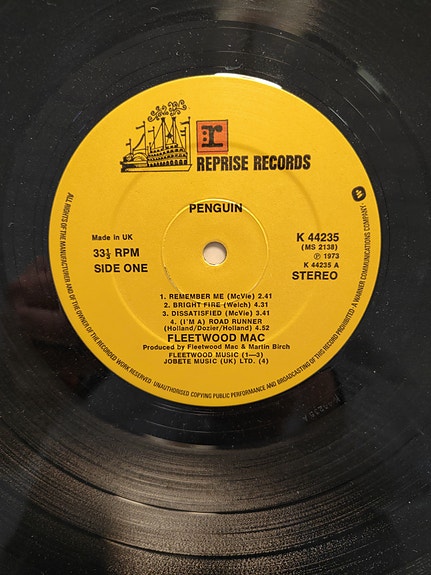 r
REPRISE RECORDS
PENGUIN
Made in UK
33⅓ RPM
SIDE ONE
K 44235
(MS 2138)
℗ 1973
K 44235 A
STEREO
1. REMEMBER ME (McVie) 2.41
2. BRIGHT FIRE (Welch) 4.31
3. DISSATISFIED (McVie) 3.41
4. (I'M A) ROAD RUNNER
(Holland/Dozier/Holland) 4.52
FLEETWOOD MAC
Produced by Fleetwood Mac & Martin Birch
FLEETWOOD MUSIC (1—3)
JOBETE MUSIC (UK) LTD. (4)
ALL RIGHTS OF THE MANUFACTURER AND OF THE OWNER OF THE RECORDED WORK RESERVED · UNAUTHORISED COPYING PUBLIC PERFORMANCE AND BROADCASTING OF THIS RECORD PROHIBITED · A WARNER COMMUNICATIONS COMPANY